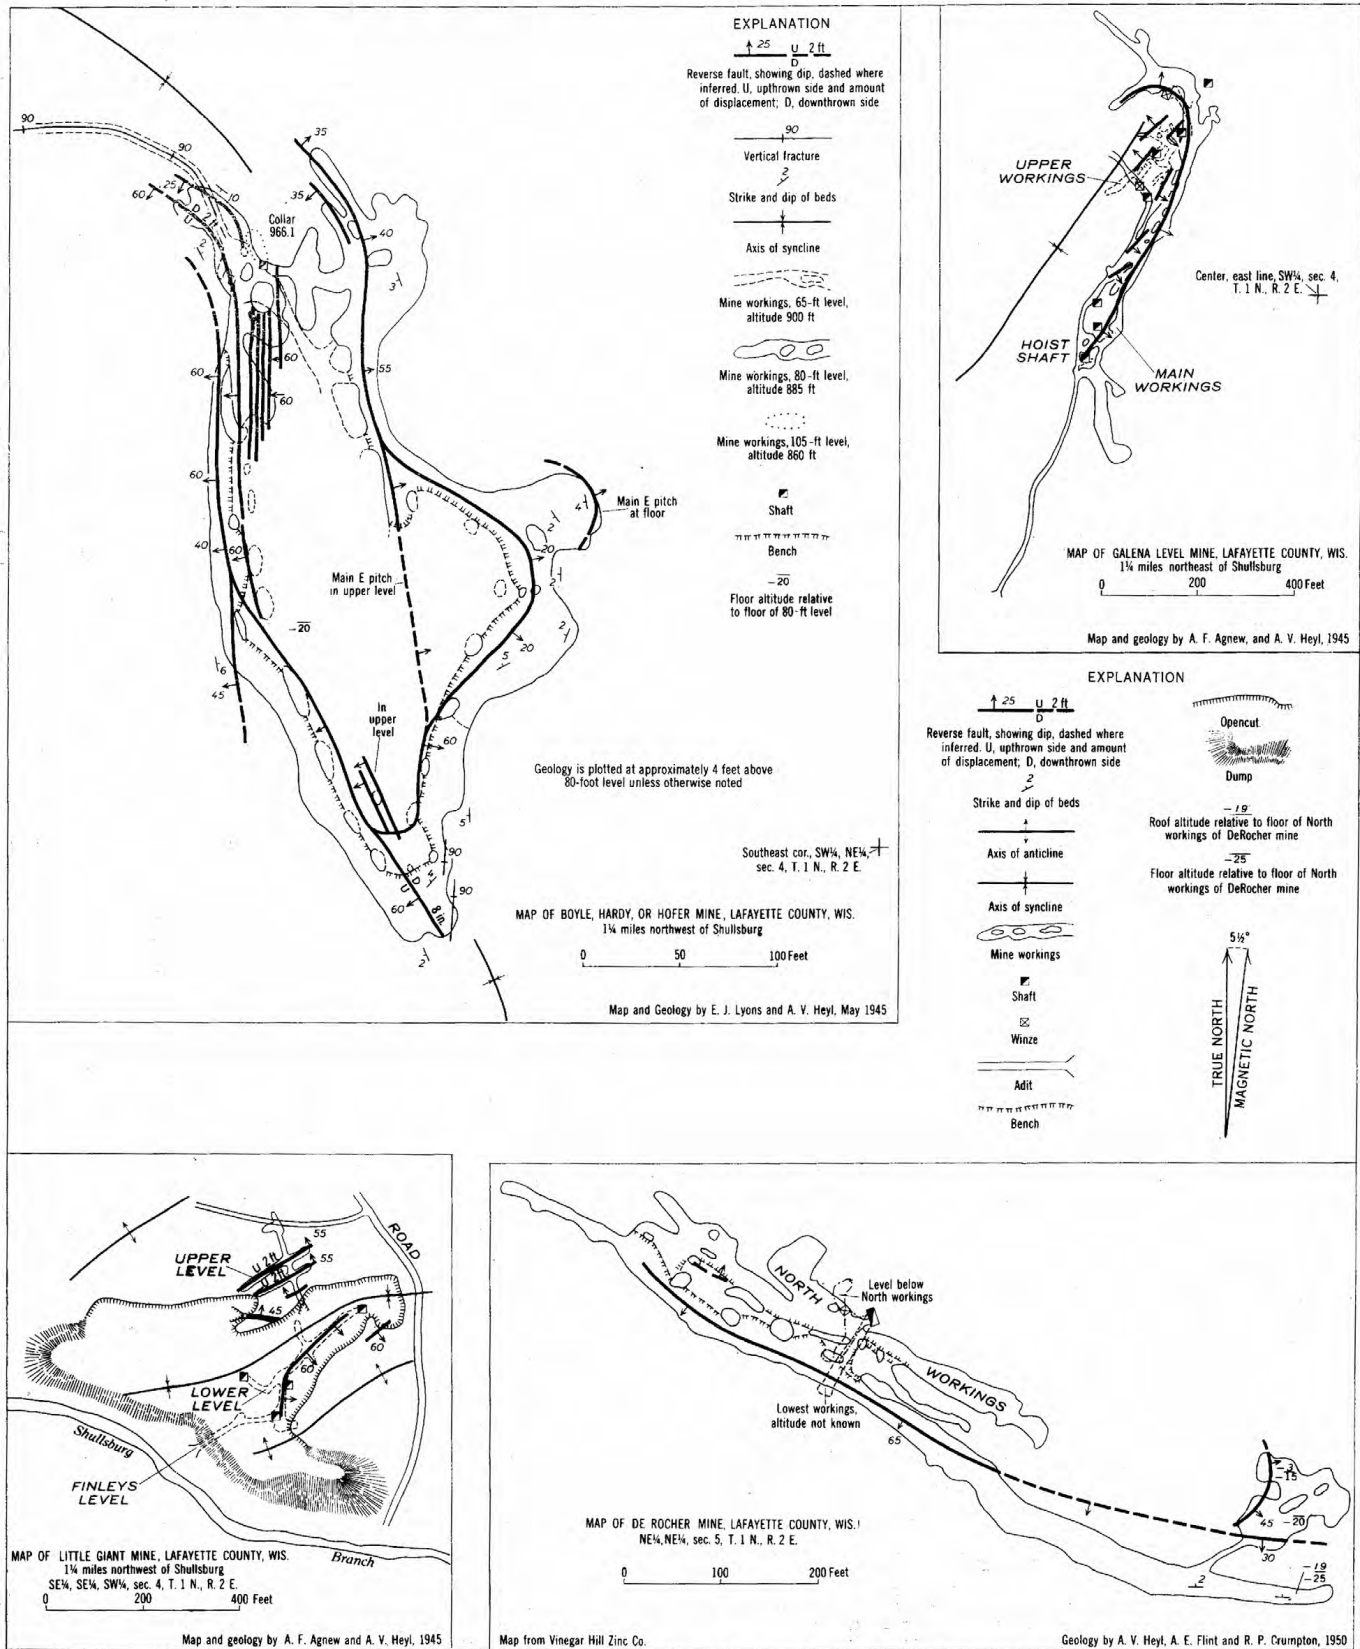 EXPLANATION
25 U 2 ft
D
Reverse fault, showing dip, dashed where
inferred. U, upthrown side and amount
of displacement; D, downthrown side
90
Vertical fracture
2
Strike and dip of beds
Axis of syncline
Mine workings, 65-ft level,
altitude 900 ft
Mine workings, 80-ft level,
altitude 885 ft
Mine workings, 105-ft level,
altitude 860 ft
Shaft
Bench
-20
Floor altitude relative
to floor of 80-ft level
90
90
35
35
60
25
10
D 2 ft
U
2
Collar
966.1
40
3
60
60
60
55
60
40
60
Main E pitch
at floor
4
2
20
2
2
20
5
Main E pitch
in upper level
-20
6
45
In
upper
level
60
5
90
5
U
D
60
8 in.
90
2
Geology is plotted at approximately 4 feet above
80-foot level unless otherwise noted
Southeast cor., SW¼, NE¼,
sec. 4, T. 1 N., R. 2 E.
MAP OF BOYLE, HARDY, OR HOFER MINE, LAFAYETTE COUNTY, WIS.
1¼ miles northwest of Shullsburg
0 50 100 Feet
Map and Geology by E. J. Lyons and A. V. Heyl, May 1945
UPPER
WORKINGS
Center, east line, SW¼, sec. 4,
T. 1 N., R. 2 E.
HOIST
SHAFT
MAIN
WORKINGS
MAP OF GALENA LEVEL MINE, LAFAYETTE COUNTY, WIS.
1¼ miles northeast of Shullsburg
0 200 400 Feet
Map and geology by A. F. Agnew, and A. V. Heyl, 1945
EXPLANATION
25 U 2 ft
D
Reverse fault, showing dip, dashed where
inferred. U, upthrown side and amount
of displacement; D, downthrown side
2
Strike and dip of beds
Axis of anticline
Axis of syncline
Mine workings
Shaft
Winze
Adit
Bench
Opencut
Dump
-19
Roof altitude relative to floor of North
workings of DeRocher mine
-25
Floor altitude relative to floor of North
workings of DeRocher mine
5½°
TRUE NORTH
MAGNETIC NORTH
ROAD
UPPER
LEVEL
55
U 2 ft
55
U 2 ft
45
60
60
LOWER
LEVEL
Shullsburg
FINLEYS
LEVEL
Branch
MAP OF LITTLE GIANT MINE, LAFAYETTE COUNTY, WIS.
1¼ miles northwest of Shullsburg
SE¼, SE¼, SW¼, sec. 4, T. 1 N., R. 2 E.
0 200 400 Feet
Map and geology by A. F. Agnew and A. V. Heyl, 1945
NORTH
Level below
North workings
WORKINGS
Lowest workings,
altitude not known
65
-3
-15
45
-20
30
2
-19
-25
MAP OF DE ROCHER MINE, LAFAYETTE COUNTY, WIS.
NE¼, NE¼, sec. 5, T. 1 N., R. 2 E.
0 100 200 Feet
Map from Vinegar Hill Zinc Co.
Geology by A. V. Heyl, A. E. Flint and R. P. Crumpton, 1950